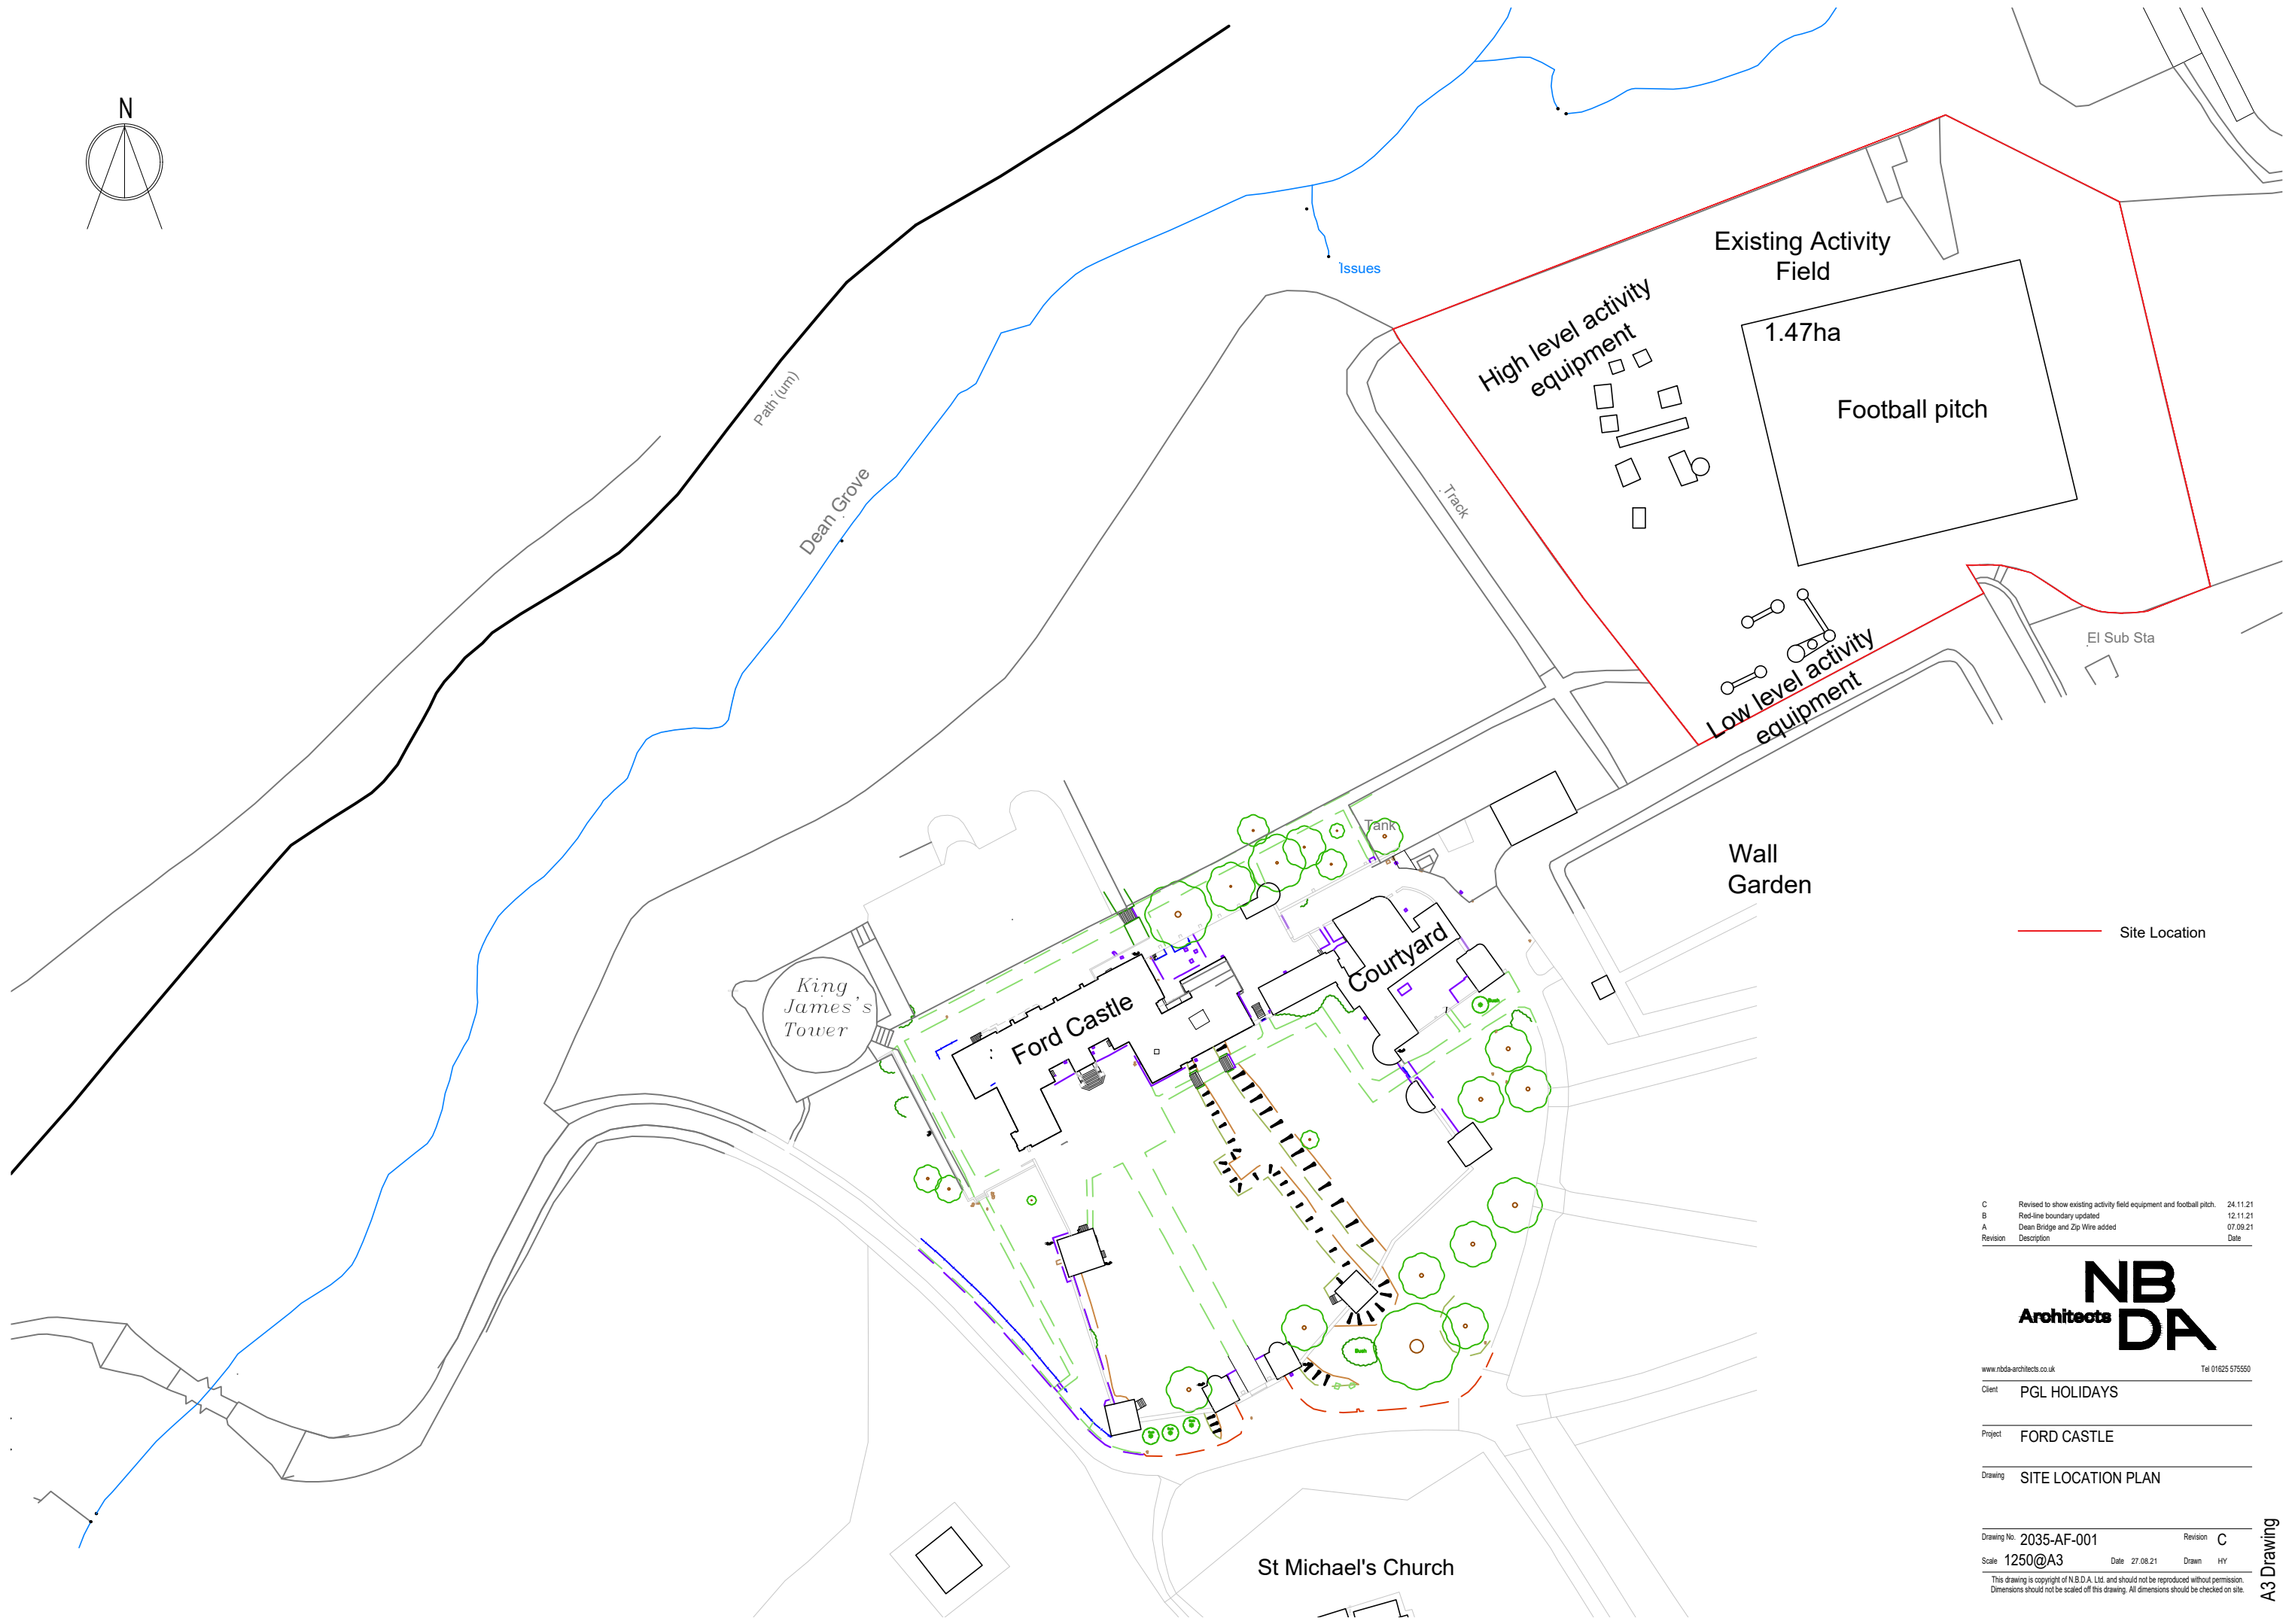 N
Issues
Existing Activity
Field
High level activity
equipment
1.47ha
Football pitch
Path (um)
Dean Grove
Track
El Sub Sta
Low level activity
equipment
Tank
Wall
Garden
Site Location
King
James's
Tower
Ford Castle
Courtyard
St Michael's Church
C Revised to show existing activity field equipment and football pitch. 24.11.21
B Red-line boundary updated 12.11.21
A Dean Bridge and Zip Wire added 07.09.21
Revision Description Date
NB
Architects DA
www.nbda-architects.co.uk Tel 01625 575550
Client PGL HOLIDAYS
Project FORD CASTLE
Drawing SITE LOCATION PLAN
Drawing No. 2035-AF-001 Revision C
Scale 1250@A3 Date 27.08.21 Drawn HY
This drawing is copyright of N.B.D.A. Ltd. and should not be reproduced without permission.
Dimensions should not be scaled off this drawing. All dimensions should be checked on site.
A3 Drawing